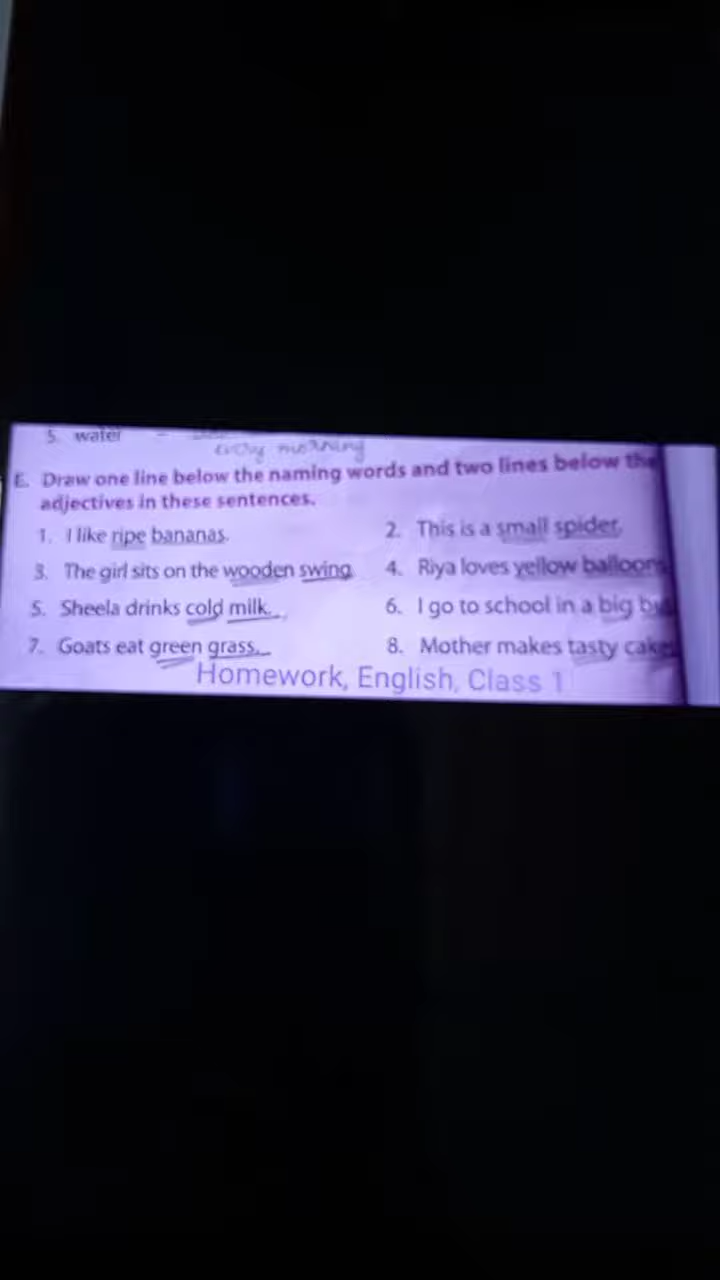 5. water -
every morning
E. Draw one line below the naming words and two lines below the
adjectives in these sentences.
1. I like ripe bananas.
2. This is a small spider.
3. The girl sits on the wooden swing
4. Riya loves yellow balloons
5. Sheela drinks cold milk.
6. I go to school in a big
7. Goats eat green grass.
8. Mother makes tasty cake
Homework, English, Class 1